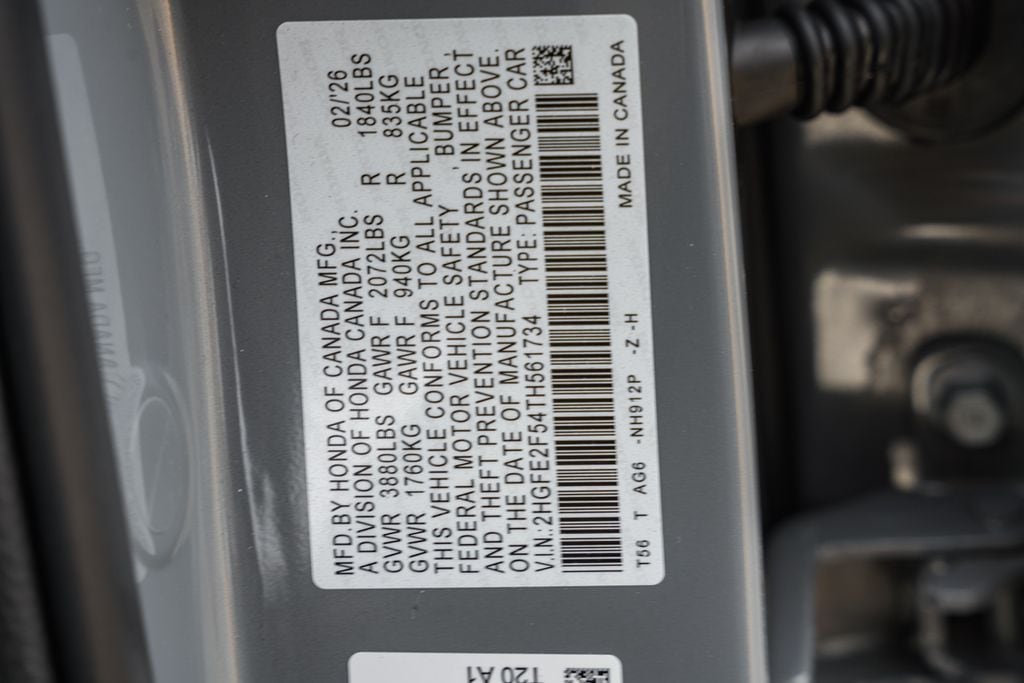 MFD. BY HONDA OF CANADA MFG., 02/'26
A DIVISION OF HONDA CANADA INC.
GVWR 3880LBS GAWR F 2072LBS R 1840LBS
GVWR 1760KG GAWR F 940KG R 835KG
THIS VEHICLE CONFORMS TO ALL APPLICABLE
FEDERAL MOTOR VEHICLE SAFETY , BUMPER,
AND THEFT PREVENTION STANDARDS, IN EFFECT
ON THE DATE OF MANUFACTURE SHOWN ABOVE.
V.I.N.:2HGFE2F54TH561734 TYPE: PASSENGER CAR
T56 T AG6 -NH912P -Z -H MADE IN CANADA
T20 A1